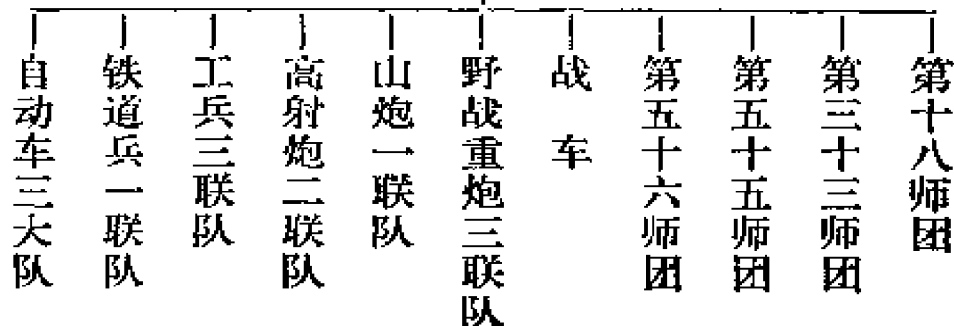 第十八师团
第三十三师团
第五十五师团
第五十六师团
战车
野战重炮三联队
山炮一联队
高射炮二联队
工兵三联队
铁道兵一联队
自动车三大队